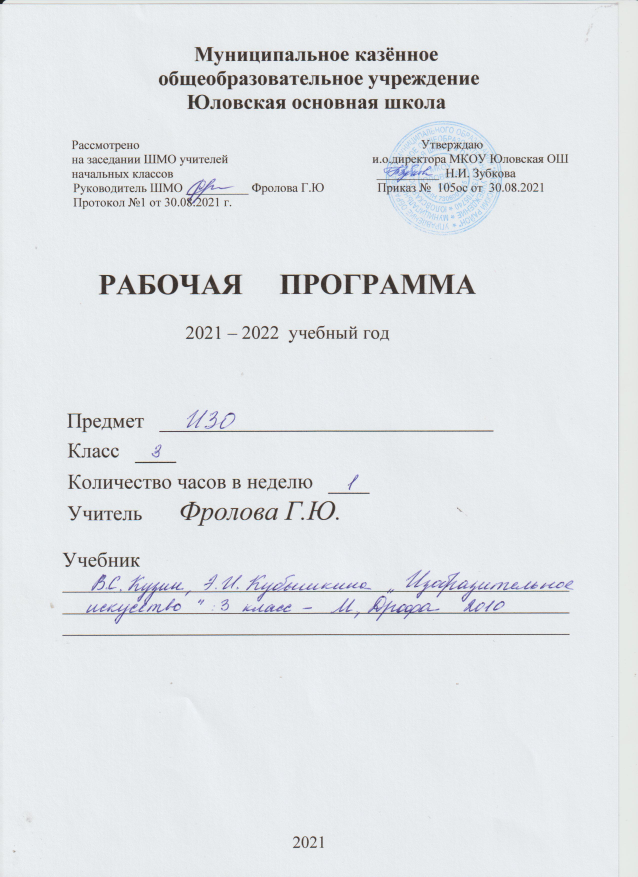 Муниципальное казённое
общеобразовательное учреждение
Юловская основная школа
Рассмотрено
на заседании ШМО учителей
начальных классов
Руководитель ШМО Фролова Г.Ю
Протокол №1 от 30.08.2021 г.
Утверждаю
и.о.директора МКОУ Юловская ОШ
Н.И. Зубкова
Приказ № 105ос от 30.08.2021
РАБОЧАЯ ПРОГРАММА
2021 – 2022 учебный год
Предмет ИЗО
Класс 3
Количество часов в неделю 1
Учитель Фролова Г.Ю.
Учебник
В.С. Кузин, Э.И. Кубышкина „Изобразительное
искусство" : 3 класс - М, Дрофа 2010
2021